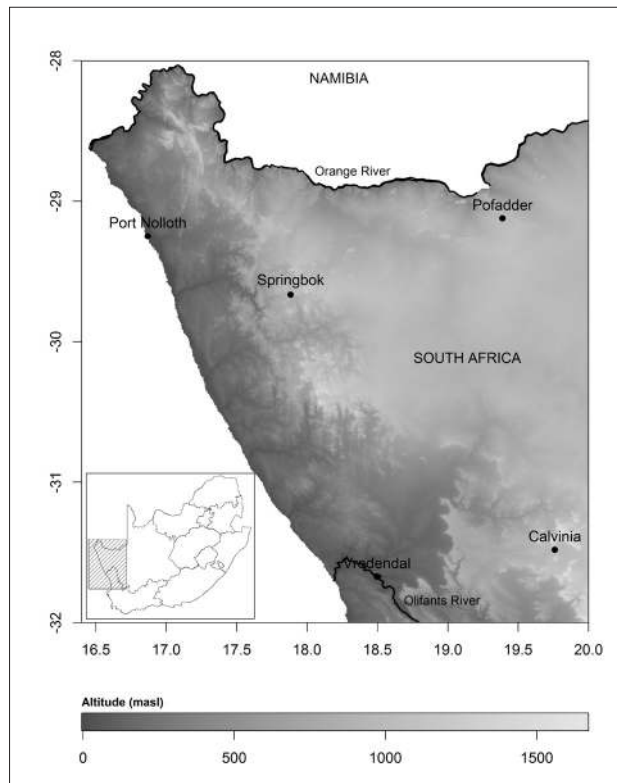 -28
NAMIBIA
Orange River
-29
Pofadder
Port Nolloth
Springbok
-30
SOUTH AFRICA
-31
Calvinia
Vredendal
Olifants River
-32
16.5 17.0 17.5 18.0 18.5 19.0 19.5 20.0
Altitude (masl)
0 500 1000 1500